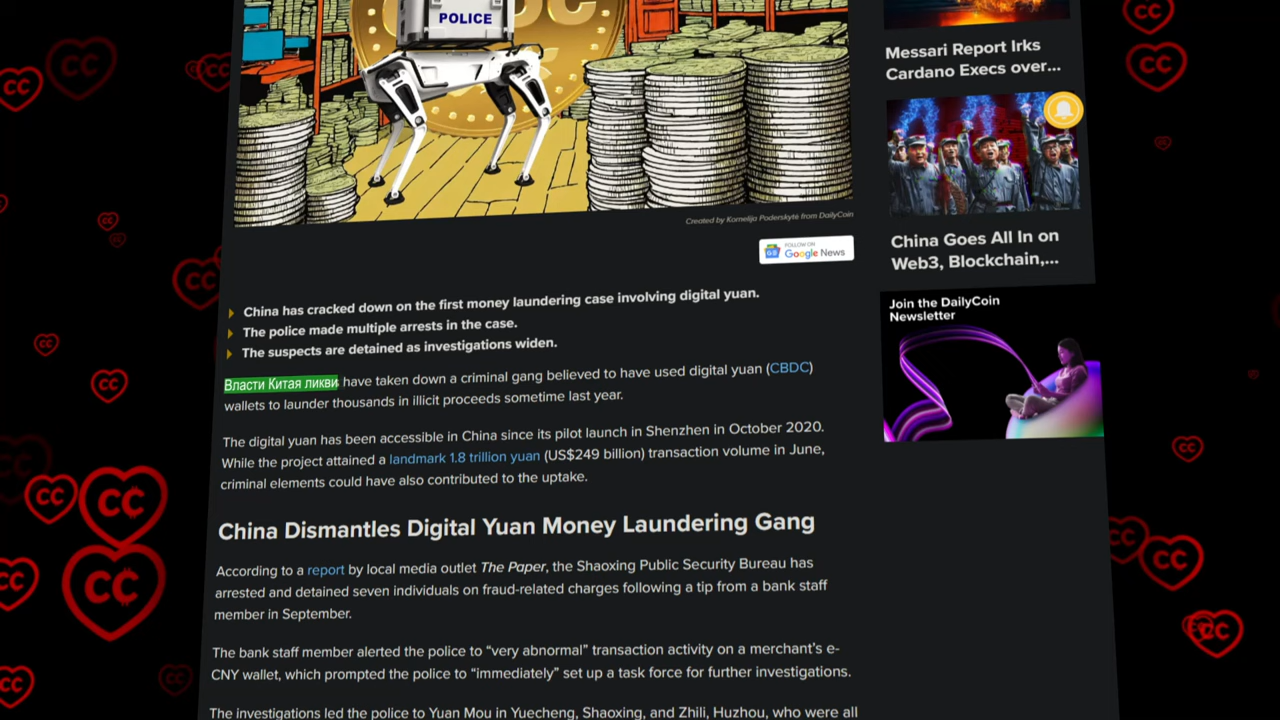 POLICE
Created by Kornelija Poderskytė from DailyCoin
FOLLOW ON
Google News
China has cracked down on the first money laundering case involving digital yuan.
The police made multiple arrests in the case.
The suspects are detained as investigations widen.
Власти Китая ликви have taken down a criminal gang believed to have used digital yuan (CBDC)
wallets to launder thousands in illicit proceeds sometime last year.
The digital yuan has been accessible in China since its pilot launch in Shenzhen in October 2020.
While the project attained a landmark 1.8 trillion yuan (US$249 billion) transaction volume in June,
criminal elements could have also contributed to the uptake.
China Dismantles Digital Yuan Money Laundering Gang
According to a report by local media outlet The Paper, the Shaoxing Public Security Bureau has
arrested and detained seven individuals on fraud-related charges following a tip from a bank staff
member in September.
The bank staff member alerted the police to “very abnormal” transaction activity on a merchant’s e-
CNY wallet, which prompted the police to “immediately” set up a task force for further investigations.
The investigations led the police to Yuan Mou in Yuecheng, Shaoxing, and Zhili, Huzhou, who were all
Messari Report Irks
Cardano Execs over...
China Goes All In on
Web3, Blockchain,...
Join the DailyCoin
Newsletter